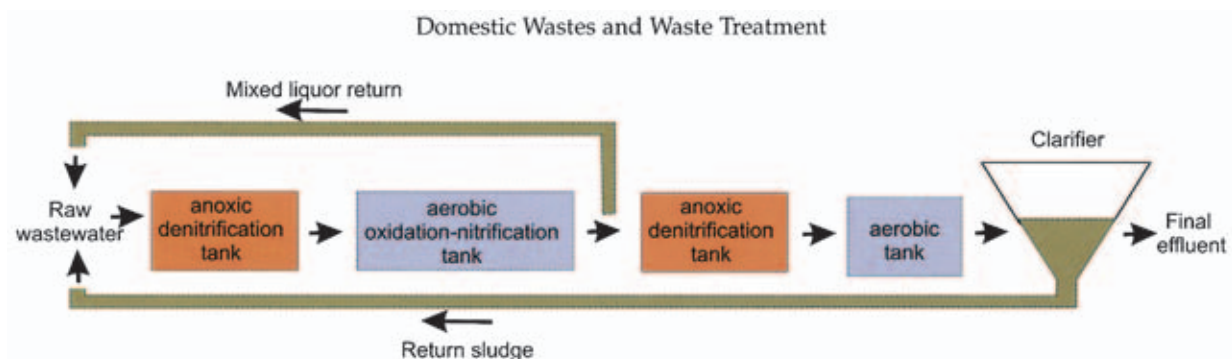 Domestic Wastes and Waste Treatment
Mixed liquor return
Clarifier
Raw
wastewater
anoxic
denitrification
tank
aerobic
oxidation-nitrification
tank
anoxic
denitrification
tank
aerobic
tank
Final
effluent
Return sludge